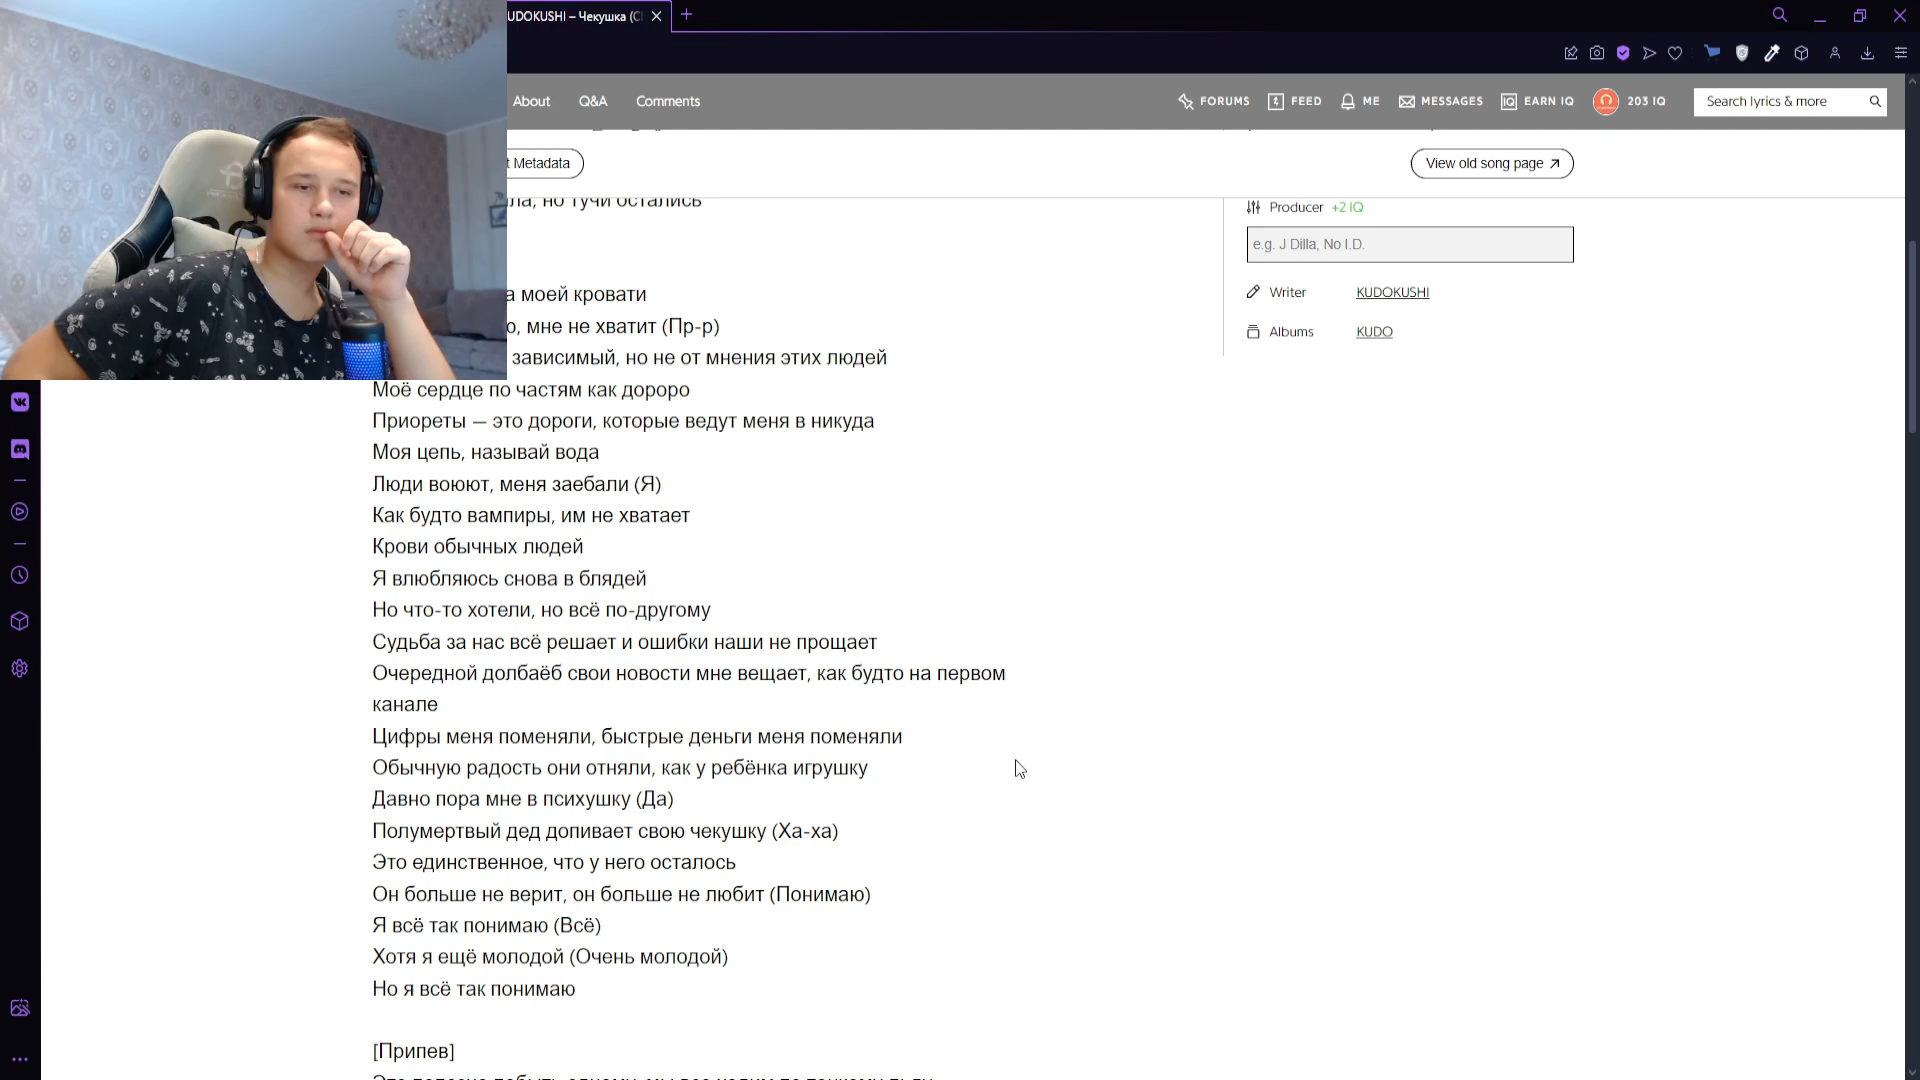 UDOKUSHI – Чекушка (
About Q&A Comments
FORUMS FEED ME MESSAGES EARN IQ 203 IQ
Search lyrics & more
t Metadata
View old song page
ла, но тучи остались
Producer +2 IQ
e.g. J Dilla, No I.D.
Writer KUDOKUSHI
Albums KUDO
а моей кровати
о, мне не хватит (Пр-р)
зависимый, но не от мнения этих людей
Моё сердце по частям как дороро
Приореты — это дороги, которые ведут меня в никуда
Моя цепь, называй вода
Люди воюют, меня заебали (Я)
Как будто вампиры, им не хватает
Крови обычных людей
Я влюбляюсь снова в блядей
Но что-то хотели, но всё по-другому
Судьба за нас всё решает и ошибки наши не прощает
Очередной долбаёб свои новости мне вещает, как будто на первом
канале
Цифры меня поменяли, быстрые деньги меня поменяли
Обычную радость они отняли, как у ребёнка игрушку
Давно пора мне в психушку (Да)
Полумертвый дед допивает свою чекушку (Ха-ха)
Это единственное, что у него осталось
Он больше не верит, он больше не любит (Понимаю)
Я всё так понимаю (Всё)
Хотя я ещё молодой (Очень молодой)
Но я всё так понимаю
[Припев]